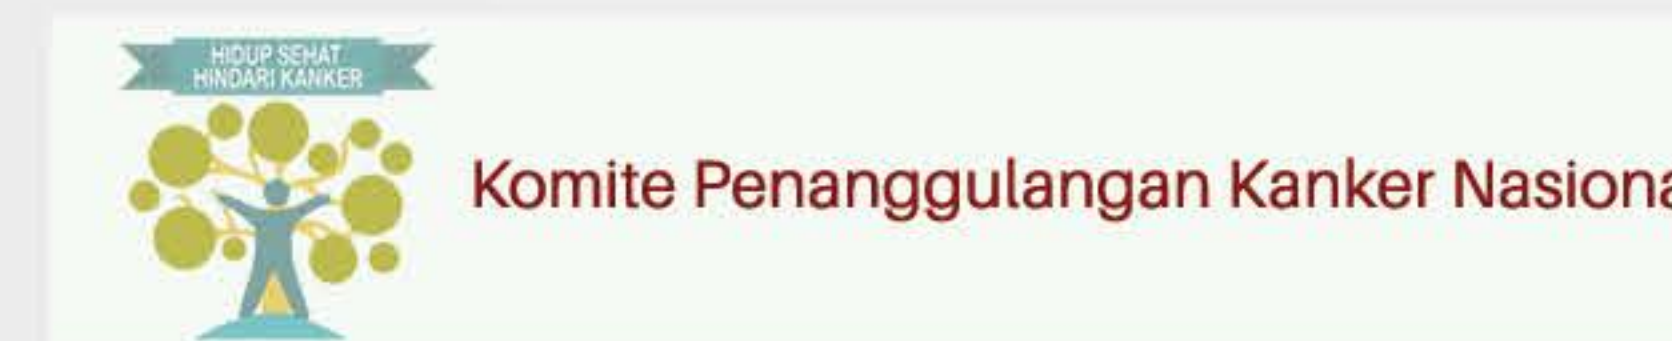 HIDUP SEHAT
HINDARI KANKER
Komite Penanggulangan Kanker Nasiona